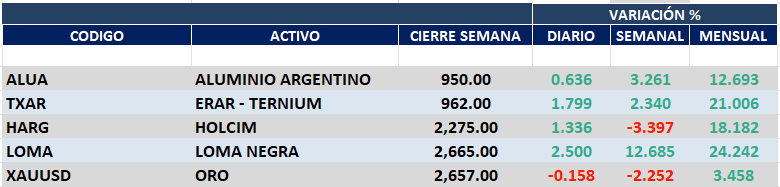 VARIACIÓN %
CODIGO ACTIVO CIERRE SEMANA DIARIO SEMANAL MENSUAL
ALUA ALUMINIO ARGENTINO 950.00 0.636 3.261 12.693
TXAR ERAR - TERNIUM 962.00 1.799 2.340 21.006
HARG HOLCIM 2,275.00 1.336 -3.397 18.182
LOMA LOMA NEGRA 2,665.00 2.500 12.685 24.242
XAUUSD ORO 2,657.00 -0.158 -2.252 3.458